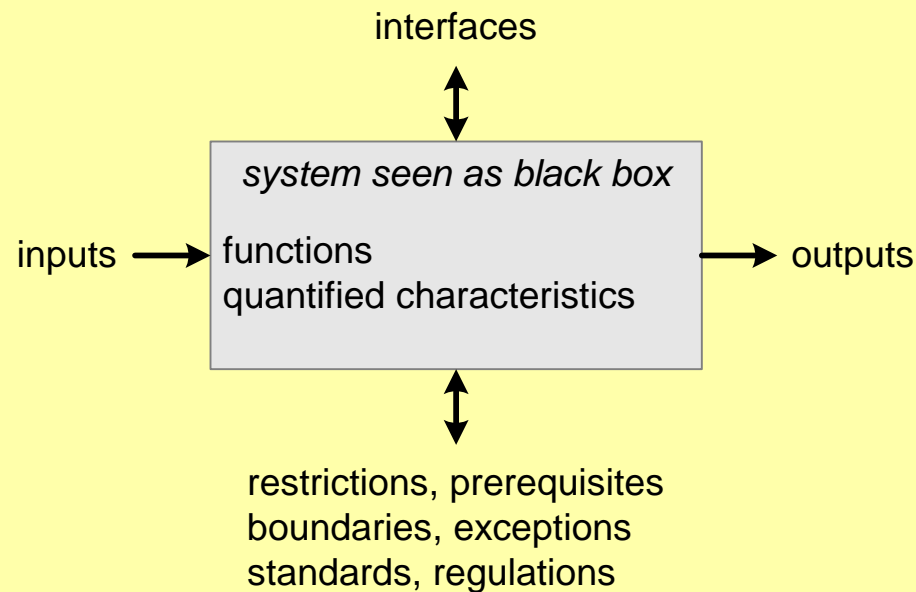 interfaces
system seen as black box
inputs
functions
quantified characteristics
outputs
restrictions, prerequisites
boundaries, exceptions
standards, regulations